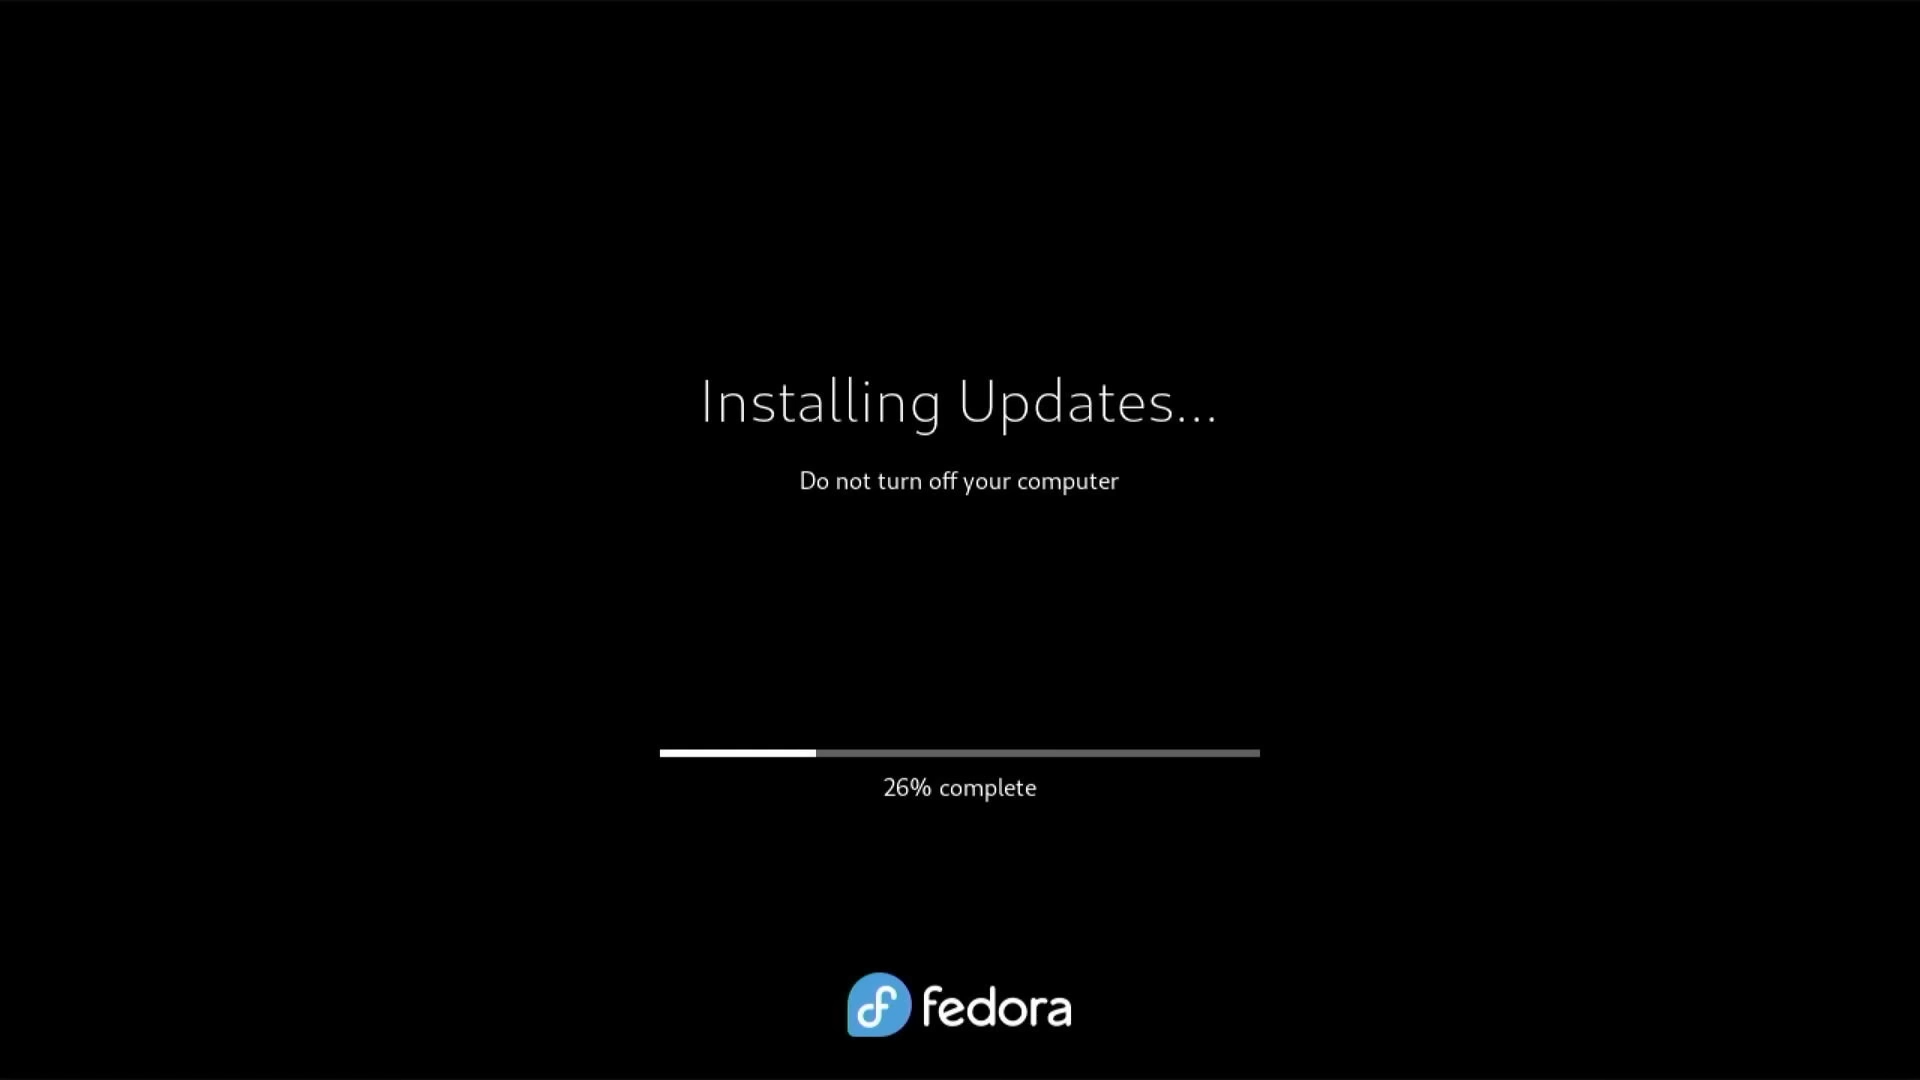 Installing Updates...
Do not turn off your computer
26% complete
fedora